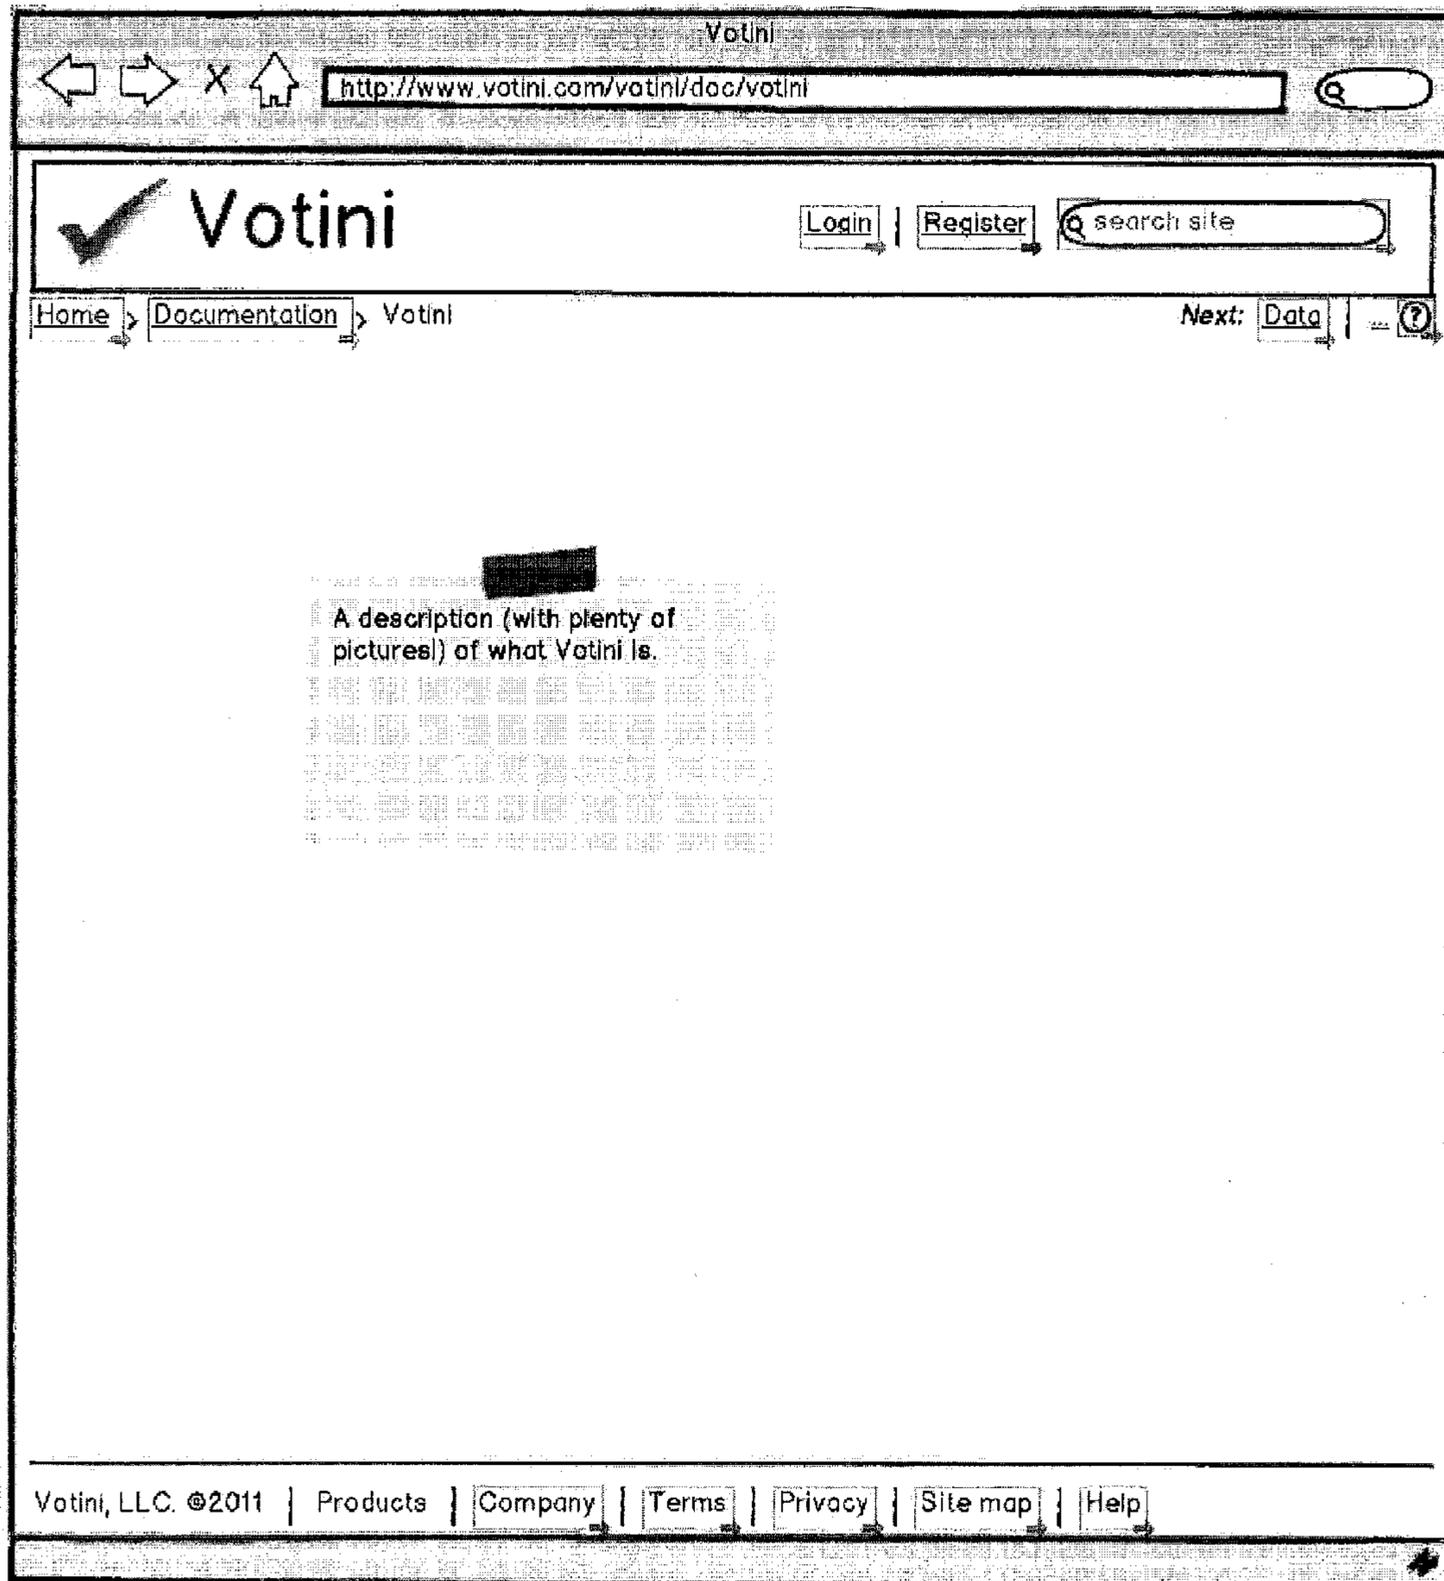 Votini
http://www.votini.com/votini/doc/votini
Votini
Login | Register search site
Home > Documentation > Votini Next: Data | ... ?
A description (with plenty of
pictures!) of what Votini is.
Votini, LLC. ©2011 | Products | Company | Terms | Privacy | Site map | Help